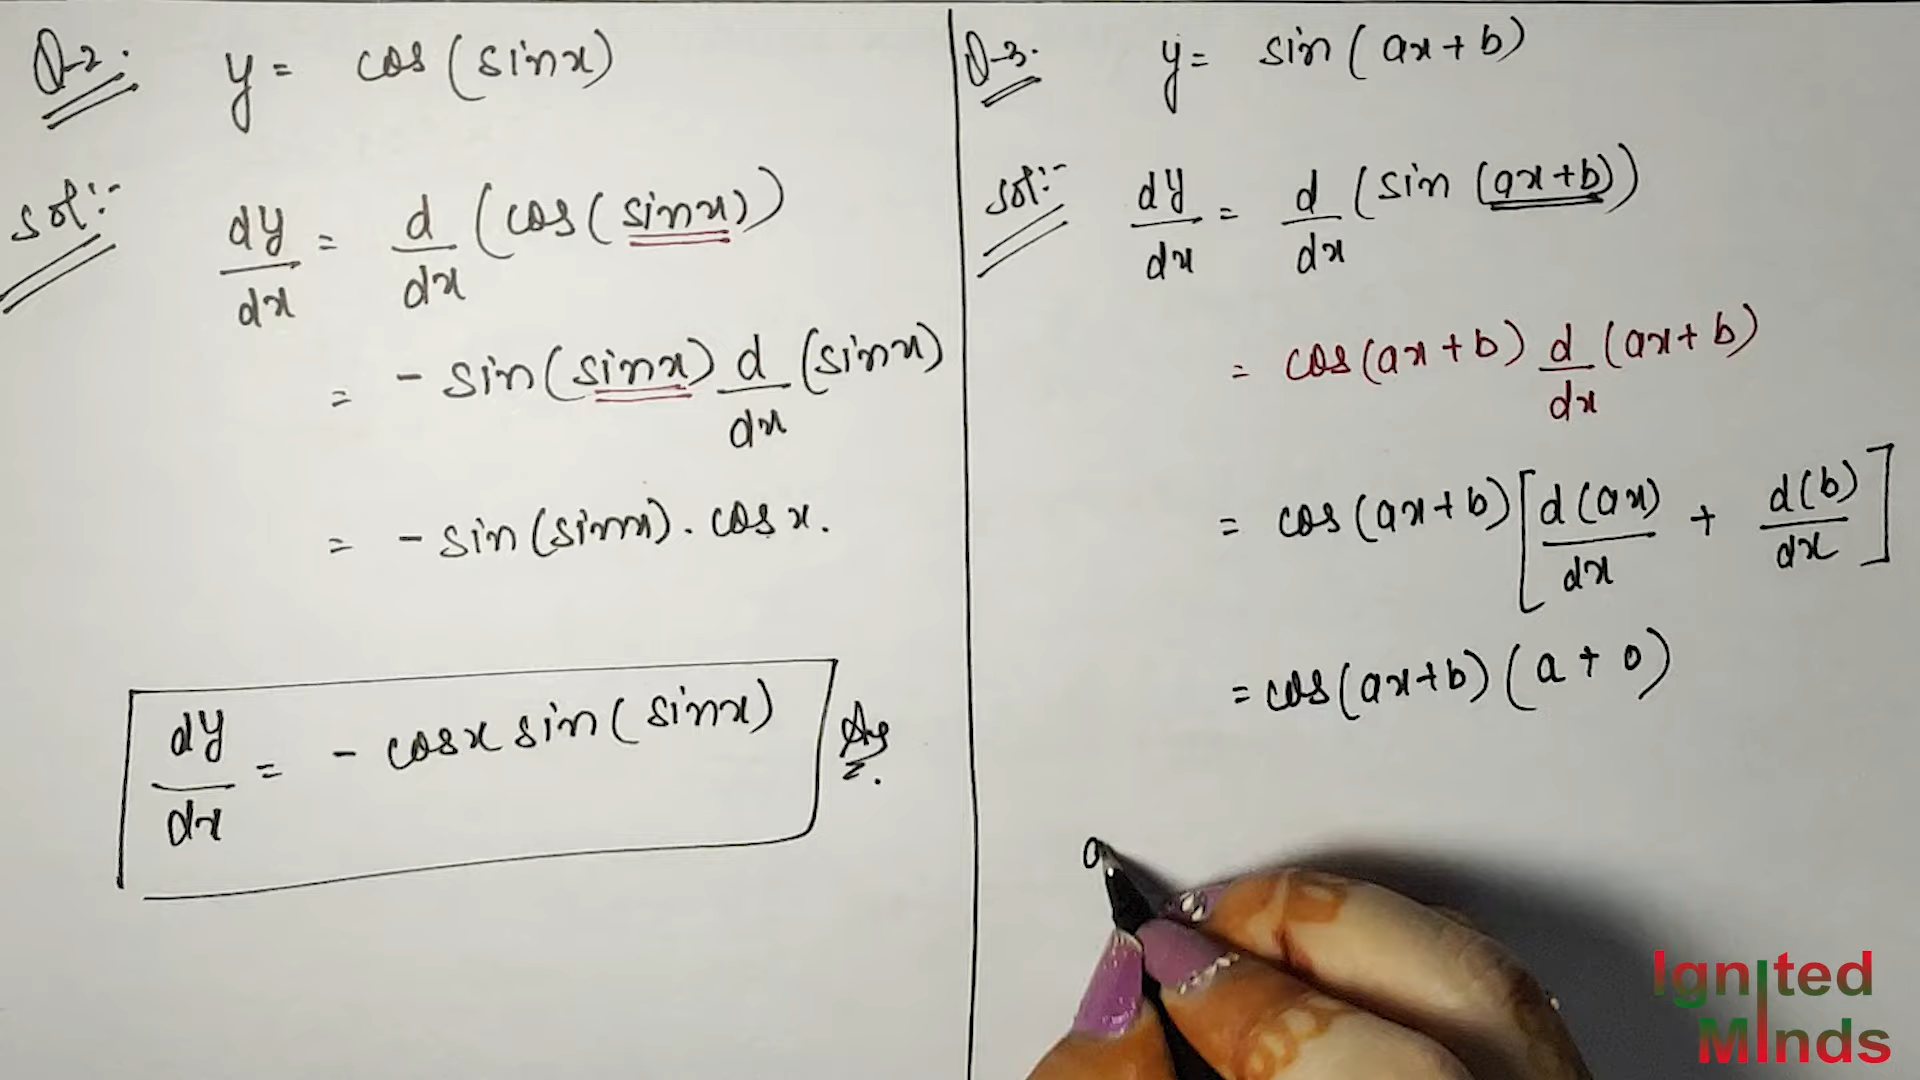 Q-2. y = cos(sinx)
Sol:- dy/dx = d/dx (cos(sinx))
= - sin(sinx) d/dx (sinx)
= - sin(sinx). cosx.
dy/dx = - cosx sin(sinx) Ans.
Q-3. y = sin(ax+b)
Sol:- dy/dx = d/dx (sin (ax+b))
= cos(ax+b) d/dx (ax+b)
= cos(ax+b) [d(ax)/dx + d(b)/dx]
= cos(ax+b) (a + 0)
Ignited
Minds